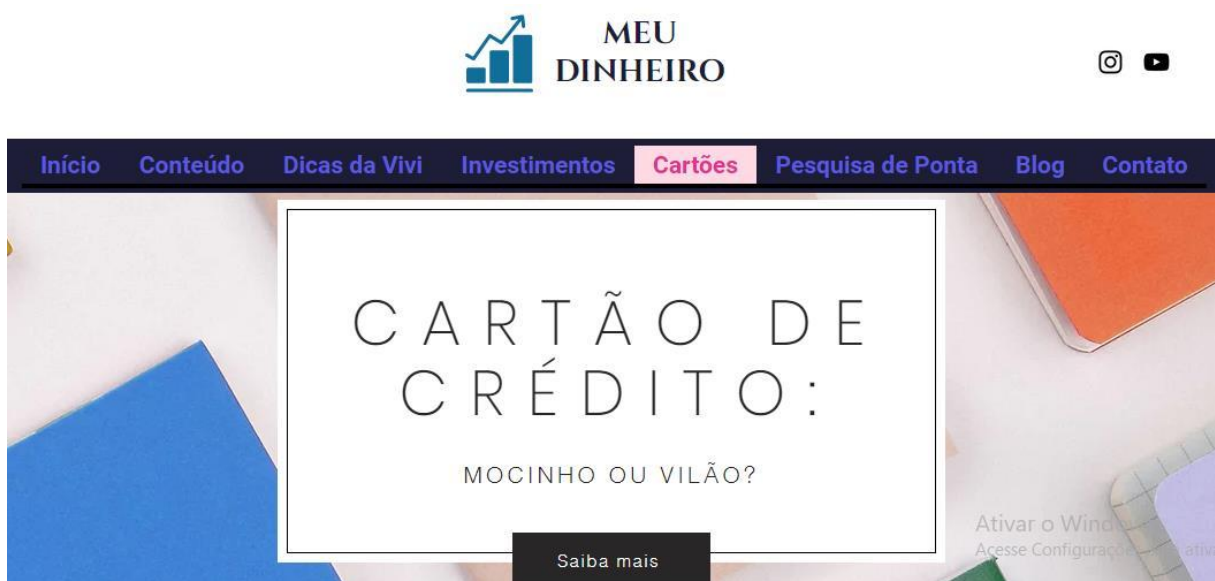 MEU
DINHEIRO
Início Conteúdo Dicas da Vivi Investimentos Cartões Pesquisa de Ponta Blog Contato
CARTÃO DE
CRÉDITO:
MOCINHO OU VILÃO?
Saiba mais
Ativar o
Acesse